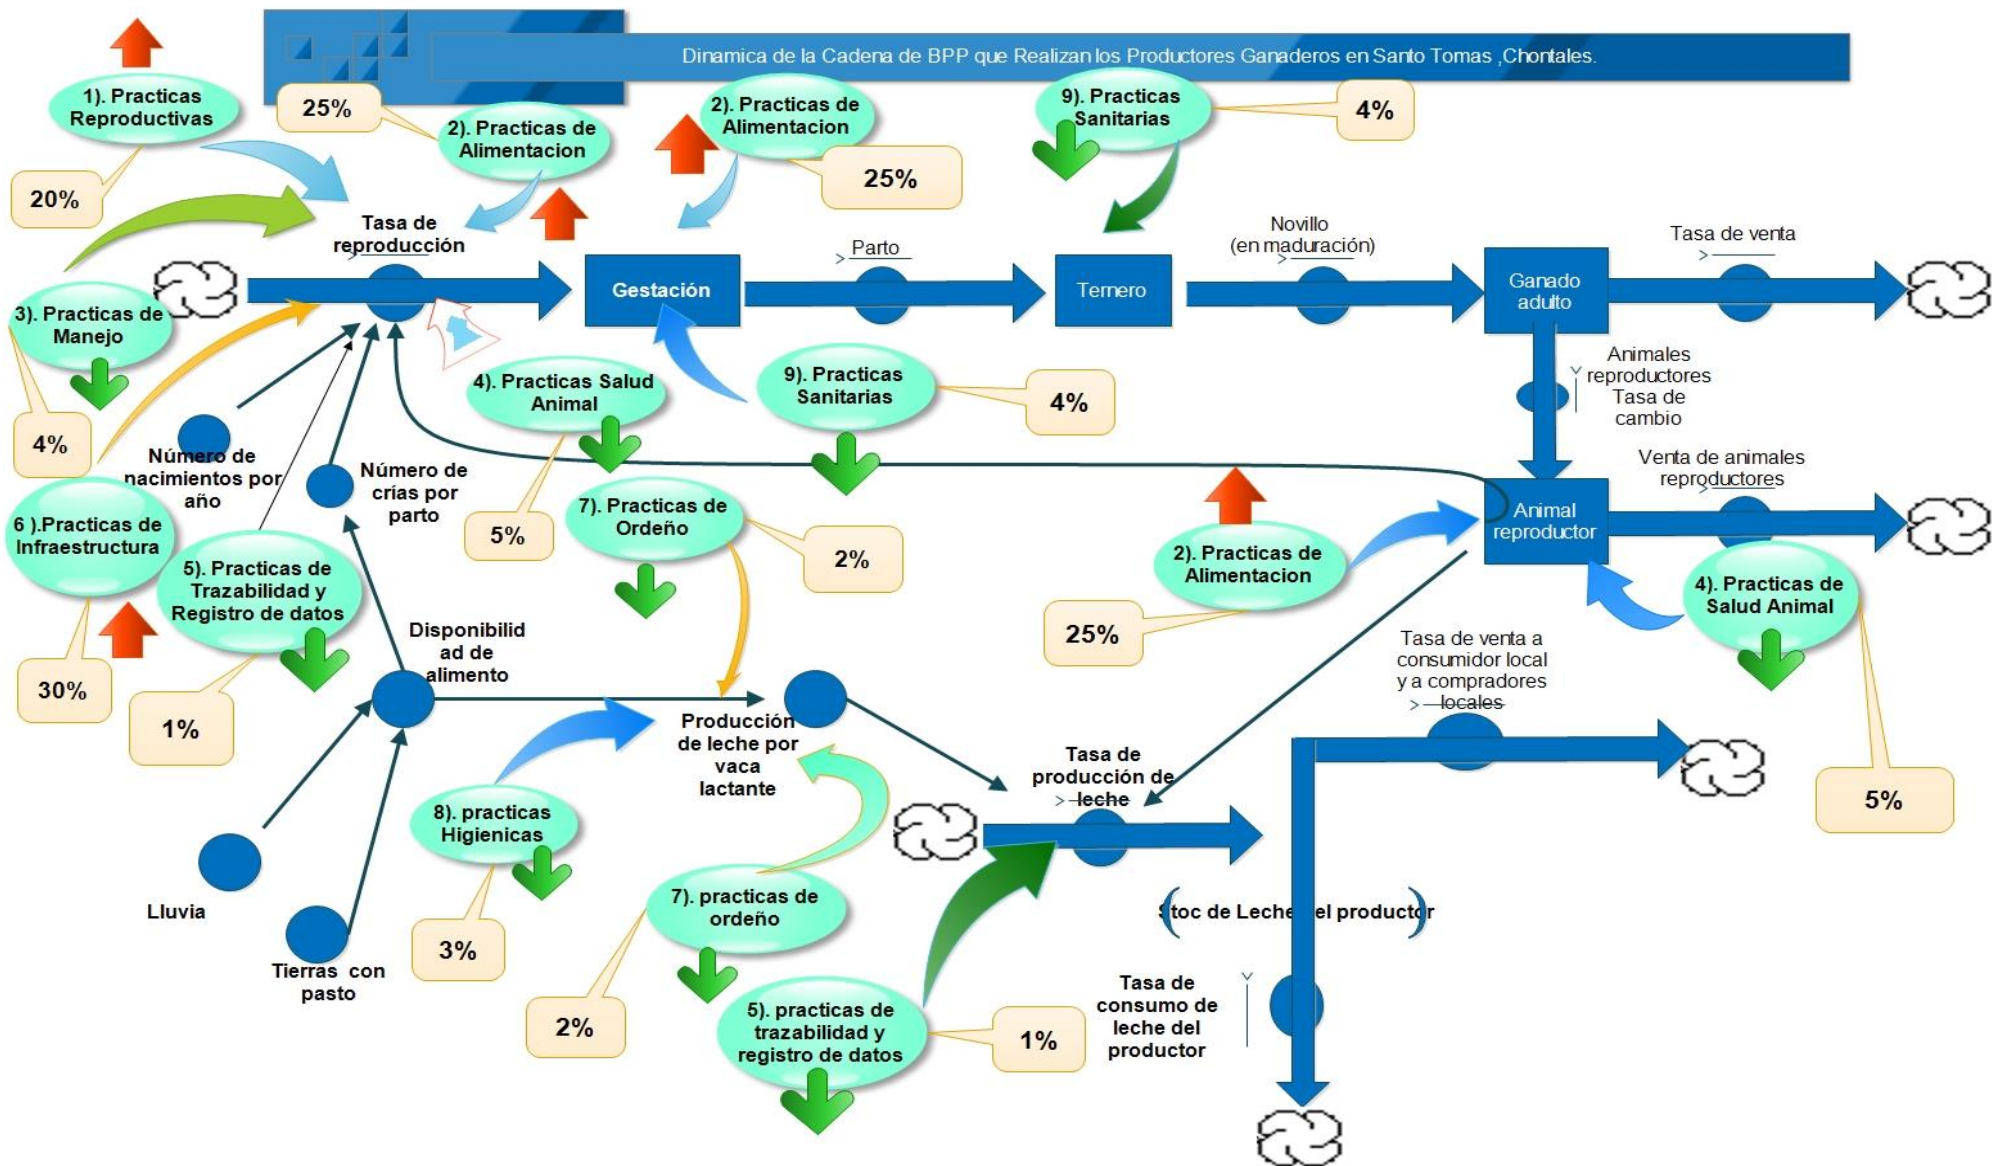 Dinamica de la Cadena de BPP que Realizan los Productores Ganaderos en Santo Tomas ,Chontales.
1). Practicas
Reproductivas
20%
25%
2). Practicas de
Alimentacion
2). Practicas de
Alimentacion
25%
9). Practicas
Sanitarias
4%
Tasa de
reproducción
Gestación
Parto
Ternero
Novillo
(en maduración)
Ganado
adulto
Tasa de venta
3). Practicas de
Manejo
4%
4). Practicas Salud
Animal
5%
9). Practicas
Sanitarias
4%
Animales
reproductores
Tasa de
cambio
Número de
nacimientos por
año
Número de
crías por
parto
Venta de animales
reproductores
Animal
reproductor
6 ).Practicas de
Infraestructura
30%
5). Practicas de
Trazabilidad y
Registro de datos
1%
7). Practicas de
Ordeño
2%
2). Practicas de
Alimentacion
25%
4). Practicas de
Salud Animal
5%
Disponibilid
ad de
alimento
Tasa de venta a
consumidor local
y a compradores
locales
Producción
de leche por
vaca
lactante
Tasa de
producción de
leche
8). practicas
Higienicas
3%
Lluvia
Tierras con
pasto
7). practicas de
ordeño
2%
Stoc de Leche del productor
5). practicas de
trazabilidad y
registro de datos
1%
Tasa de
consumo de
leche del
productor